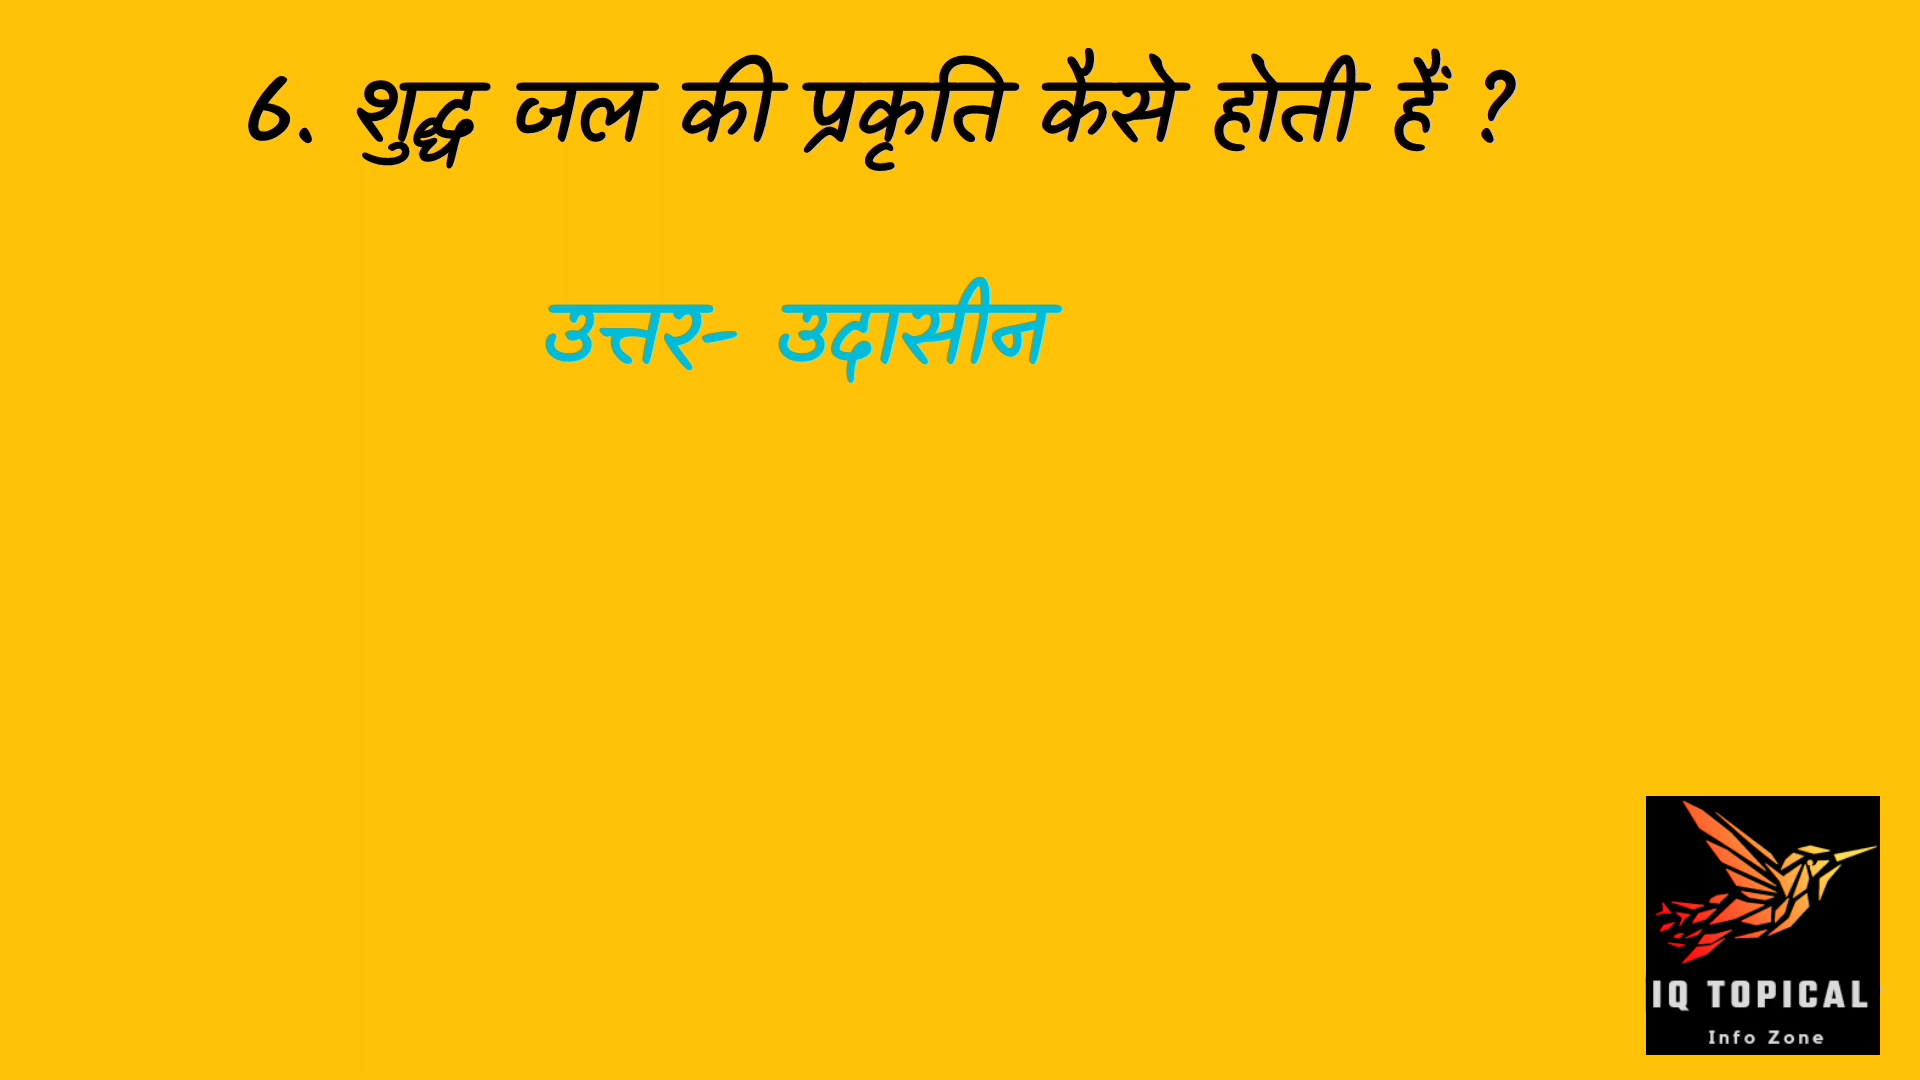 6. शुद्ध जल की प्रकृति कैसे होती हैं ?
उत्तर- उदासीन
IQ TOPICAL
Info Zone